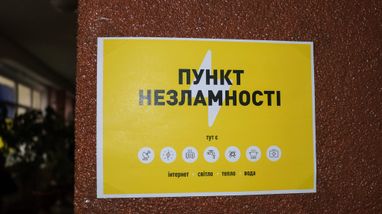 ПУНКТ
НЕЗЛАМНОСТІ
тут є
інтернет світло тепло вода